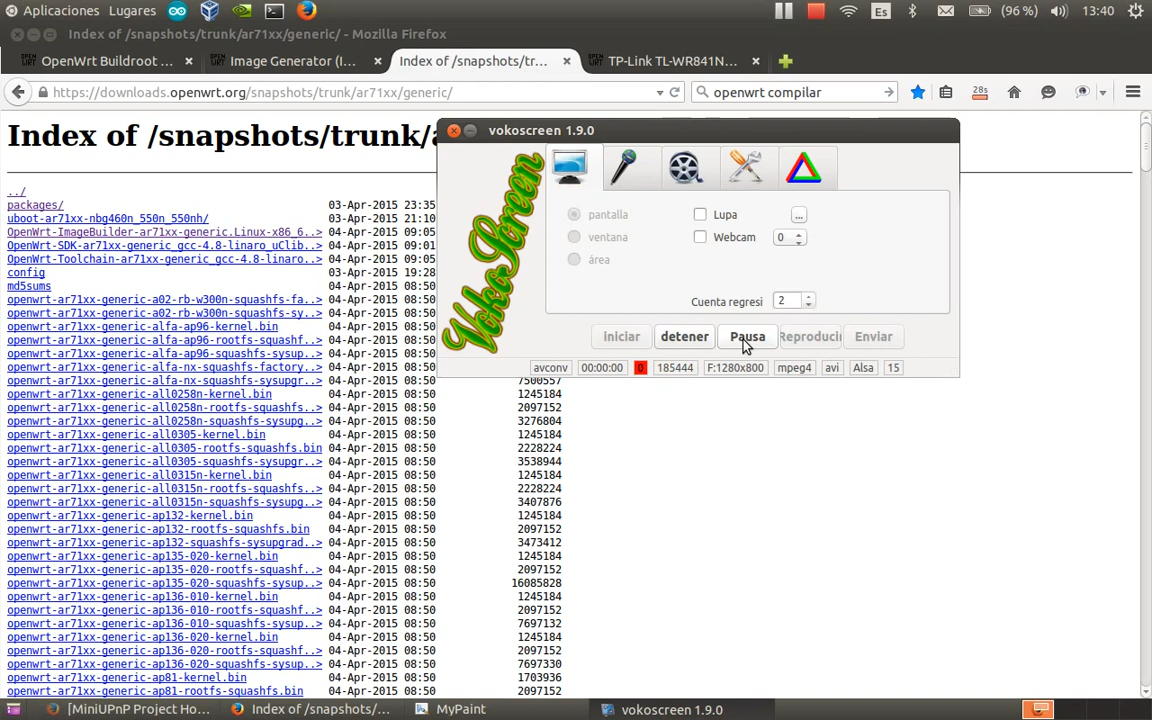 Aplicaciones Lugares Es (96 %) 13:40
Index of /snapshots/trunk/ar71xx/generic/ - Mozilla Firefox
OpenWrt Buildroot ... Image Generator (I... Index of /snapshots/tr... TP-Link TL-WR841N...
https://downloads.openwrt.org/snapshots/trunk/ar71xx/generic/ openwrt compilar 28s
Index of /snapshots/trunk/a
vokoscreen 1.9.0
VokoScreen
pantalla Lupa ...
ventana Webcam 0
área
Cuenta regresi 2
iniciar detener Pausa Reproducir Enviar
avconv 00:00:00 0 185444 F:1280x800 mpeg4 avi Alsa 15
../
packages/ 03-Apr-2015 23:35
uboot-ar71xx-nbg460n_550n_550nh/ 03-Apr-2015 21:10
OpenWrt-ImageBuilder-ar71xx-generic.Linux-x86_6..> 04-Apr-2015 09:05
OpenWrt-SDK-ar71xx-generic_gcc-4.8-linaro_uClib..> 04-Apr-2015 09:01
OpenWrt-Toolchain-ar71xx-generic_gcc-4.8-linaro..> 04-Apr-2015 09:05
config 03-Apr-2015 19:28
md5sums 04-Apr-2015 08:50
openwrt-ar71xx-generic-a02-rb-w300n-squashfs-fa..> 04-Apr-2015 08:50
openwrt-ar71xx-generic-a02-rb-w300n-squashfs-sy..> 04-Apr-2015 08:50
openwrt-ar71xx-generic-alfa-ap96-kernel.bin 04-Apr-2015 08:50
openwrt-ar71xx-generic-alfa-ap96-rootfs-squashf..> 04-Apr-2015 08:50
openwrt-ar71xx-generic-alfa-ap96-squashfs-sysup..> 04-Apr-2015 08:50
openwrt-ar71xx-generic-alfa-nx-squashfs-factory..> 04-Apr-2015 08:50
openwrt-ar71xx-generic-alfa-nx-squashfs-sysupgr..> 04-Apr-2015 08:50 7500557
openwrt-ar71xx-generic-all0258n-kernel.bin 04-Apr-2015 08:50 1245184
openwrt-ar71xx-generic-all0258n-rootfs-squashfs..> 04-Apr-2015 08:50 2097152
openwrt-ar71xx-generic-all0258n-squashfs-sysupg..> 04-Apr-2015 08:50 3276804
openwrt-ar71xx-generic-all0305-kernel.bin 04-Apr-2015 08:50 1245184
openwrt-ar71xx-generic-all0305-rootfs-squashfs.bin 04-Apr-2015 08:50 2228224
openwrt-ar71xx-generic-all0305-squashfs-sysupgr..> 04-Apr-2015 08:50 3538944
openwrt-ar71xx-generic-all0315n-kernel.bin 04-Apr-2015 08:50 1245184
openwrt-ar71xx-generic-all0315n-rootfs-squashfs..> 04-Apr-2015 08:50 2228224
openwrt-ar71xx-generic-all0315n-squashfs-sysupg..> 04-Apr-2015 08:50 3407876
openwrt-ar71xx-generic-ap132-kernel.bin 04-Apr-2015 08:50 1245184
openwrt-ar71xx-generic-ap132-rootfs-squashfs.bin 04-Apr-2015 08:50 2097152
openwrt-ar71xx-generic-ap132-squashfs-sysupgrad..> 04-Apr-2015 08:50 3473412
openwrt-ar71xx-generic-ap135-020-kernel.bin 04-Apr-2015 08:50 1245184
openwrt-ar71xx-generic-ap135-020-rootfs-squashf..> 04-Apr-2015 08:50 2097152
openwrt-ar71xx-generic-ap135-020-squashfs-sysup..> 04-Apr-2015 08:50 16085828
openwrt-ar71xx-generic-ap136-010-kernel.bin 04-Apr-2015 08:50 1245184
openwrt-ar71xx-generic-ap136-010-rootfs-squashf..> 04-Apr-2015 08:50 2097152
openwrt-ar71xx-generic-ap136-010-squashfs-sysup..> 04-Apr-2015 08:50 7697132
openwrt-ar71xx-generic-ap136-020-kernel.bin 04-Apr-2015 08:50 1245184
openwrt-ar71xx-generic-ap136-020-rootfs-squashf..> 04-Apr-2015 08:50 2097152
openwrt-ar71xx-generic-ap136-020-squashfs-sysup..> 04-Apr-2015 08:50 7697330
openwrt-ar71xx-generic-ap81-kernel.bin 04-Apr-2015 08:50 1703936
openwrt-ar71xx-generic-ap81-rootfs-squashfs.bin 04-Apr-2015 08:50 2097152
[MiniUPnP Project Ho... Index of /snapshots/... MyPaint vokoscreen 1.9.0